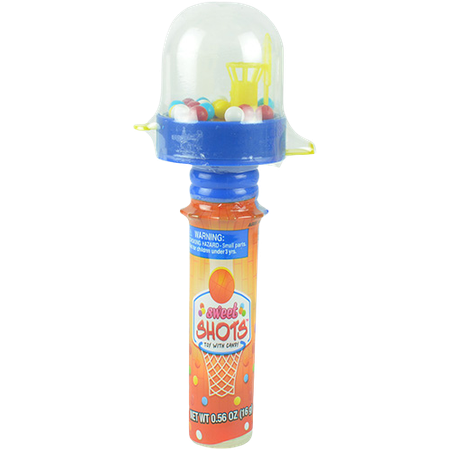 WARNING:
HAZARD - Small parts.
children under 3 yrs.
sweet
SHOTS
TOY WITH CANDY
NET WT 0.56 OZ (16